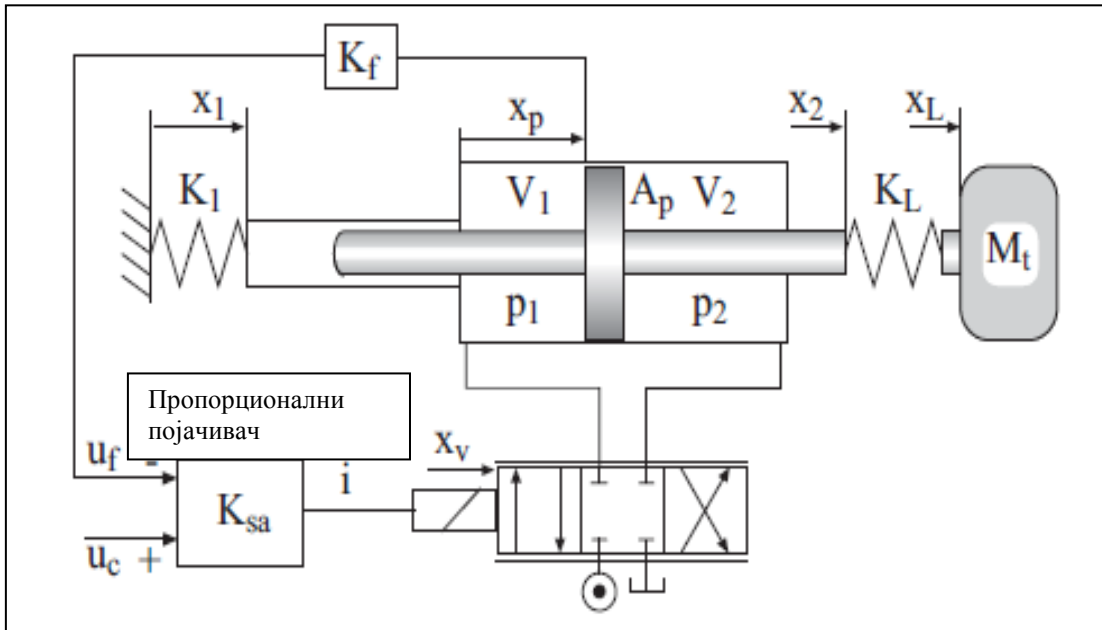 K_f
x_1
x_p
x_2
x_L
K_1
V_1
A_p
V_2
K_L
M_t
p_1
p_2
Пропорционални
појачивач
u_f -
i
x_v
K_sa
u_c +